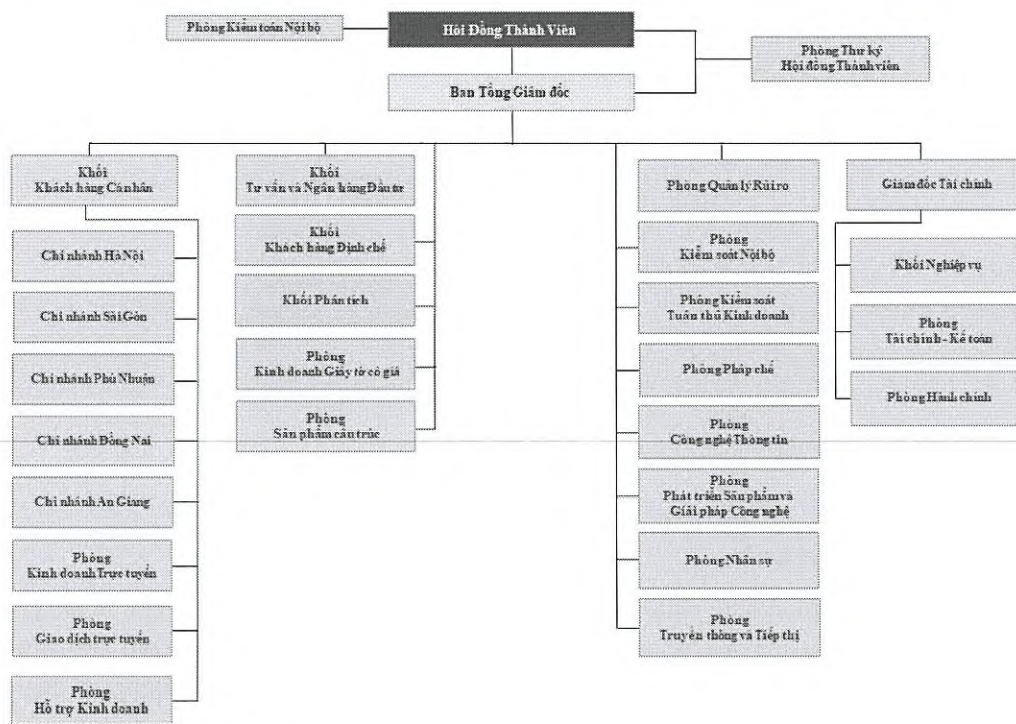 Phòng Kiểm toán Nội bộ
Hội Đồng Thành Viên
Phòng Thư ký
Hội đồng Thành viên
Ban Tổng Giám đốc
Khối
Khách hàng Cá nhân
Chi nhánh Hà Nội
Chi nhánh Sài Gòn
Chi nhánh Phú Nhuận
Chi nhánh Đồng Nai
Chi nhánh An Giang
Phòng
Kinh doanh Trực tuyến
Phòng
Giao dịch trực tuyến
Phòng
Hỗ trợ Kinh doanh
Khối
Tư vấn và Ngân hàng Đầu tư
Khối
Khách hàng Định chế
Khối Phân tích
Phòng
Kinh doanh Giấy tờ có giá
Phòng
Sản phẩm cấu trúc
Phòng Quản lý Rủi ro
Phòng
Kiểm soát Nội bộ
Phòng Kiểm soát
Tuân thủ Kinh doanh
Phòng Pháp chế
Phòng
Công nghệ Thông tin
Phòng
Phát triển Sản phẩm và
Giải pháp Công nghệ
Phòng Nhân sự
Phòng
Truyền thông và Tiếp thị
Giám đốc Tài chính
Khối Nghiệp vụ
Phòng
Tài chính - Kế toán
Phòng Hành chính